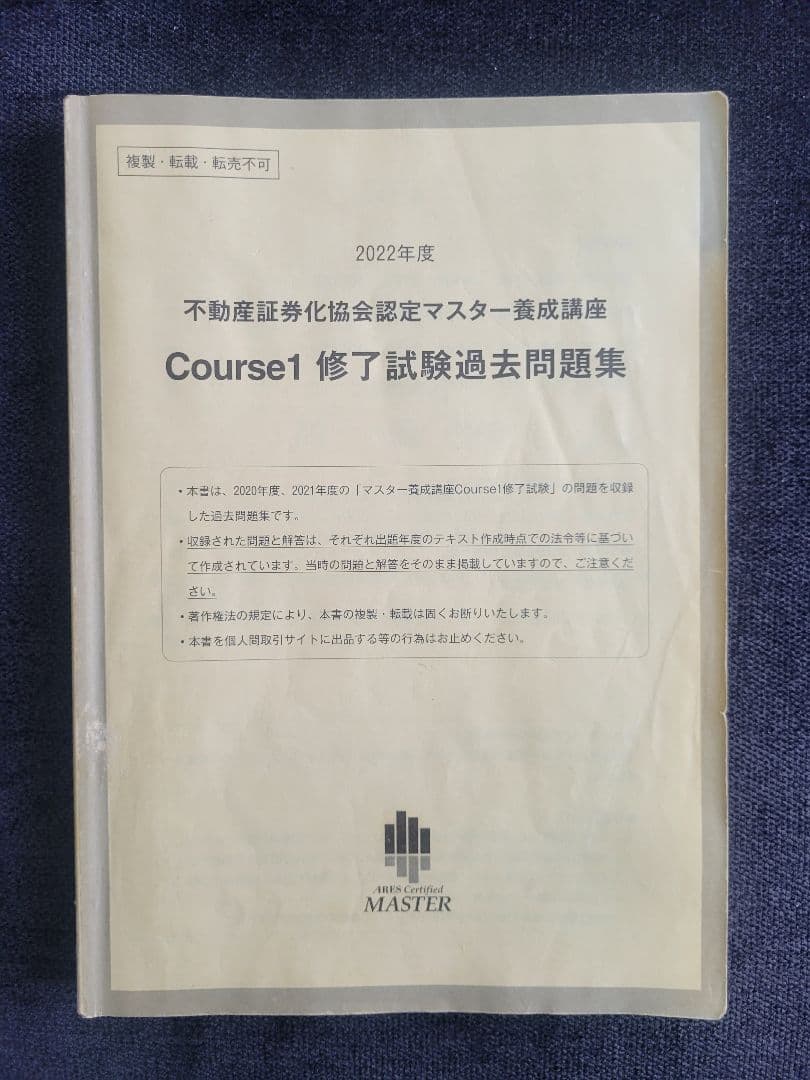 複製・転載・転売不可
2022年度
不動産証券化協会認定マスター養成講座
Course1 修了試験過去問題集
・本書は、2020年度、2021年度の「マスター養成講座Course1修了試験」の問題を収録
した過去問題集です。
・収録された問題と解答は、それぞれ出題年度のテキスト作成時点での法令等に基づい
て作成されています。当時の問題と解答をそのまま掲載していますので、ご注意くだ
さい。
・著作権法の規定により、本書の複製・転載は固くお断りいたします。
・本書を個人間取引サイトに出品する等の行為はお止めください。
ARES Certified
MASTER